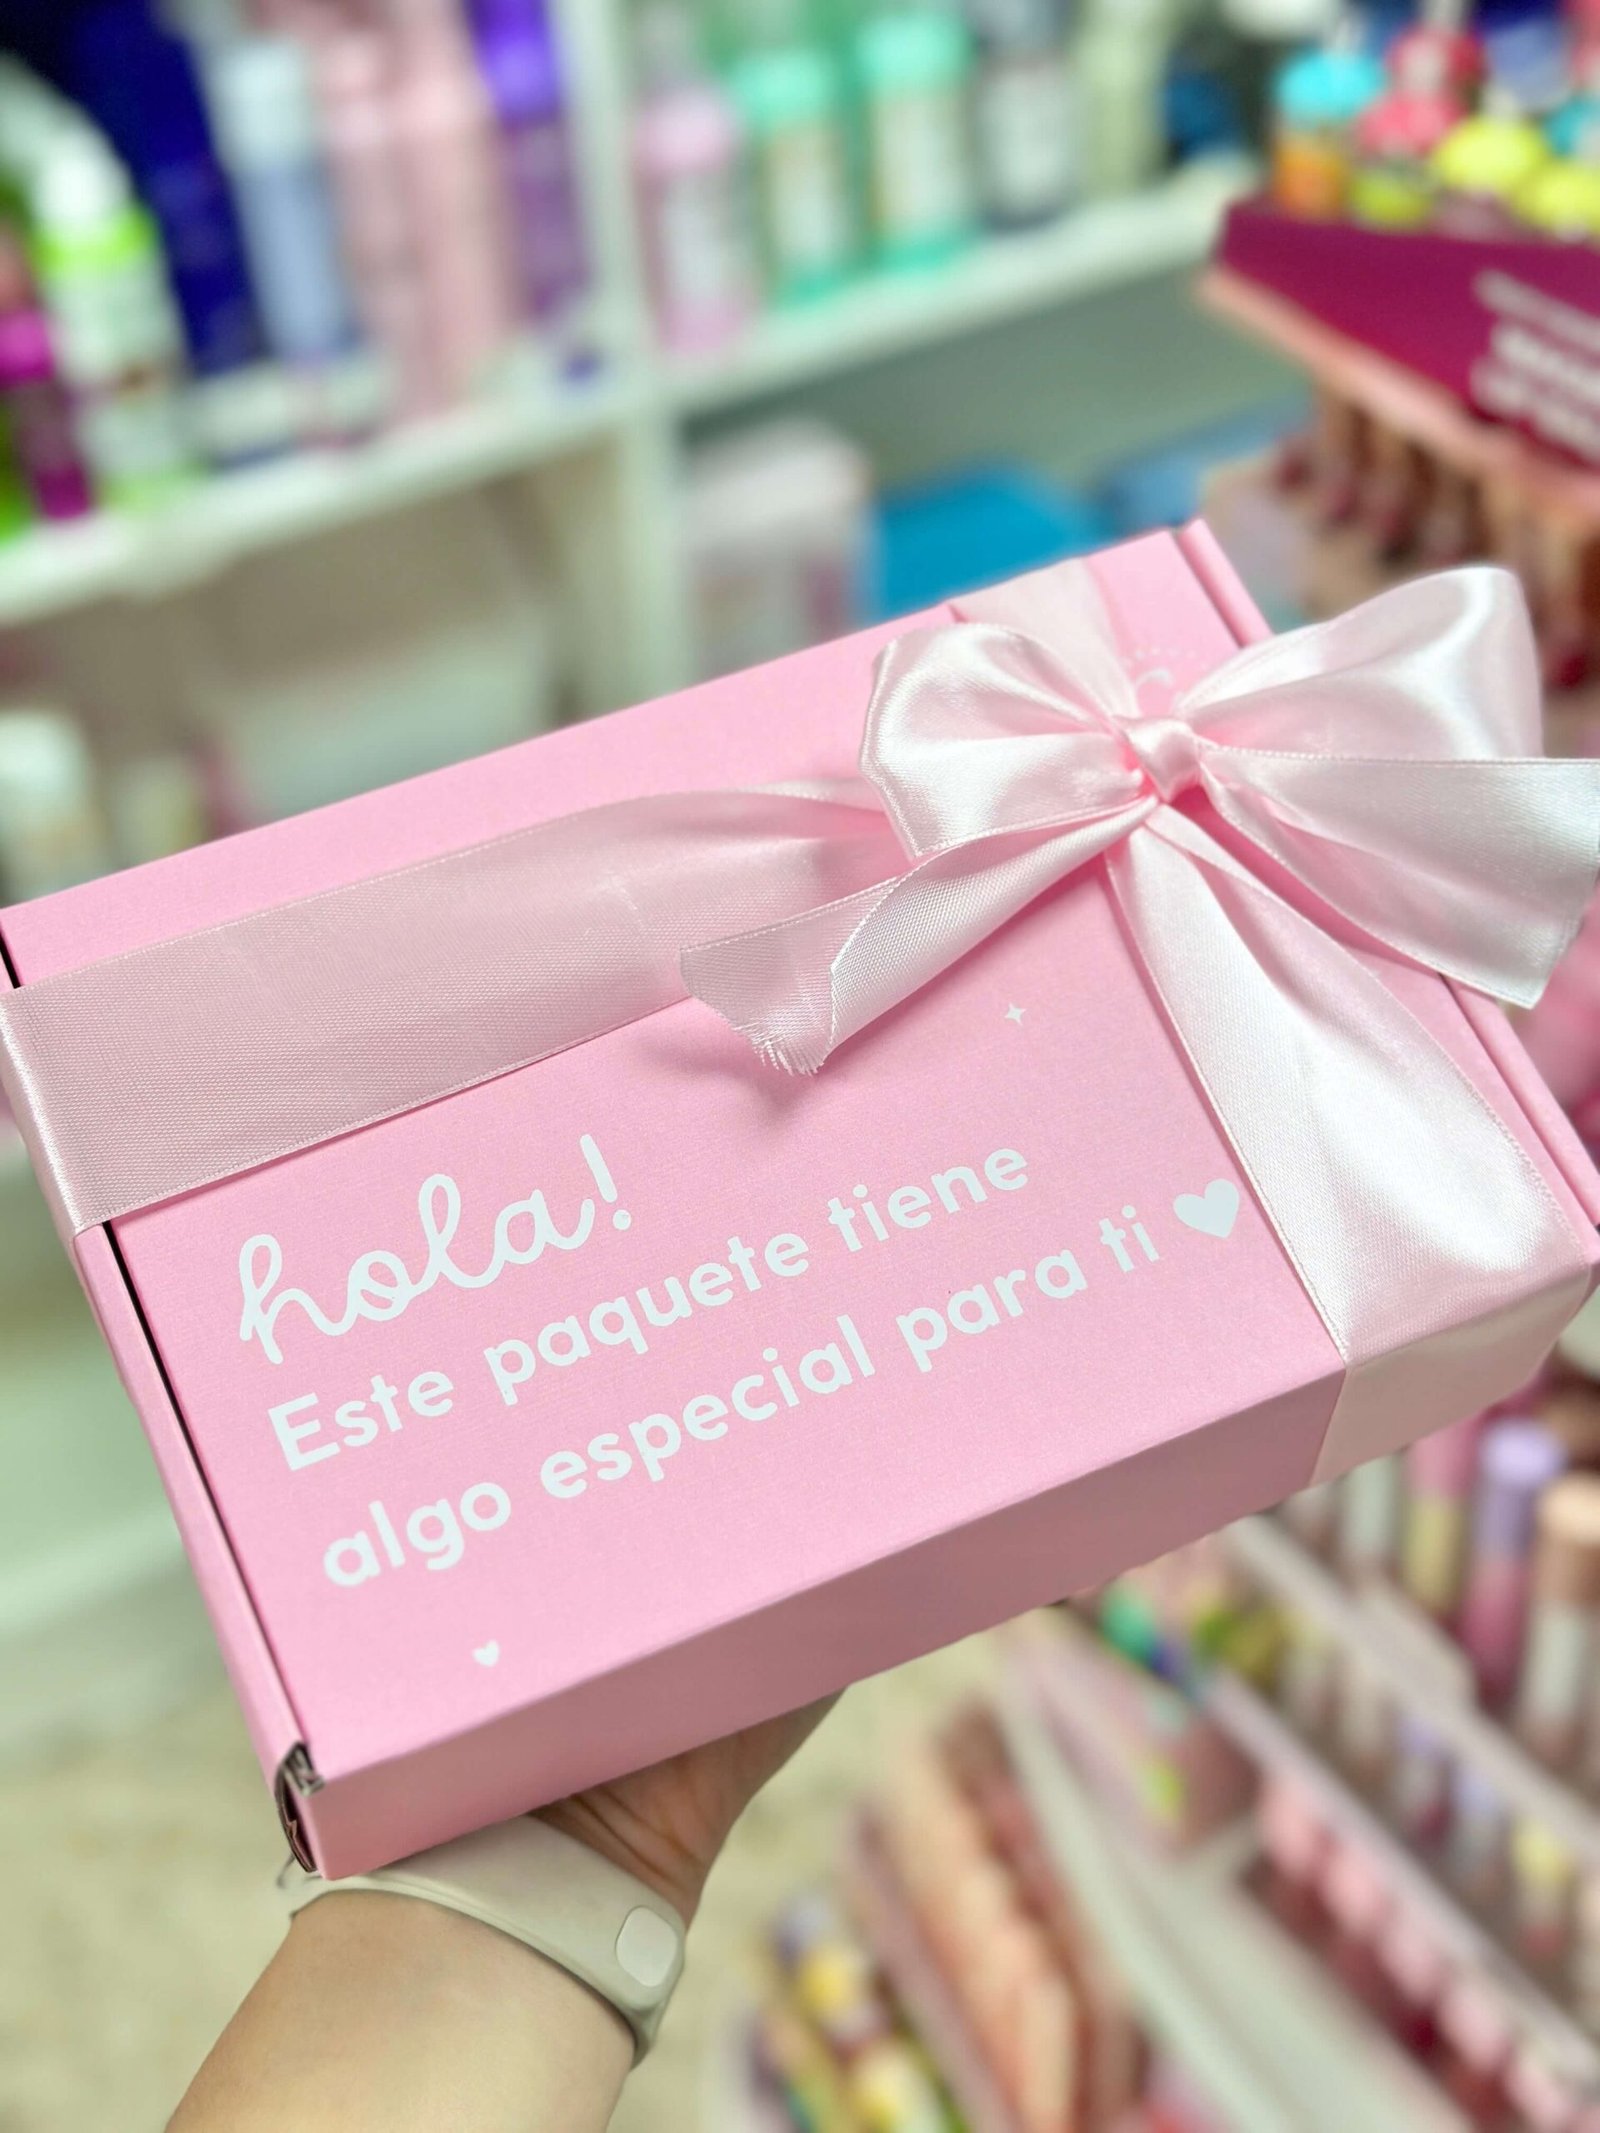 hola!
Este paquete tiene
algo especial para ti